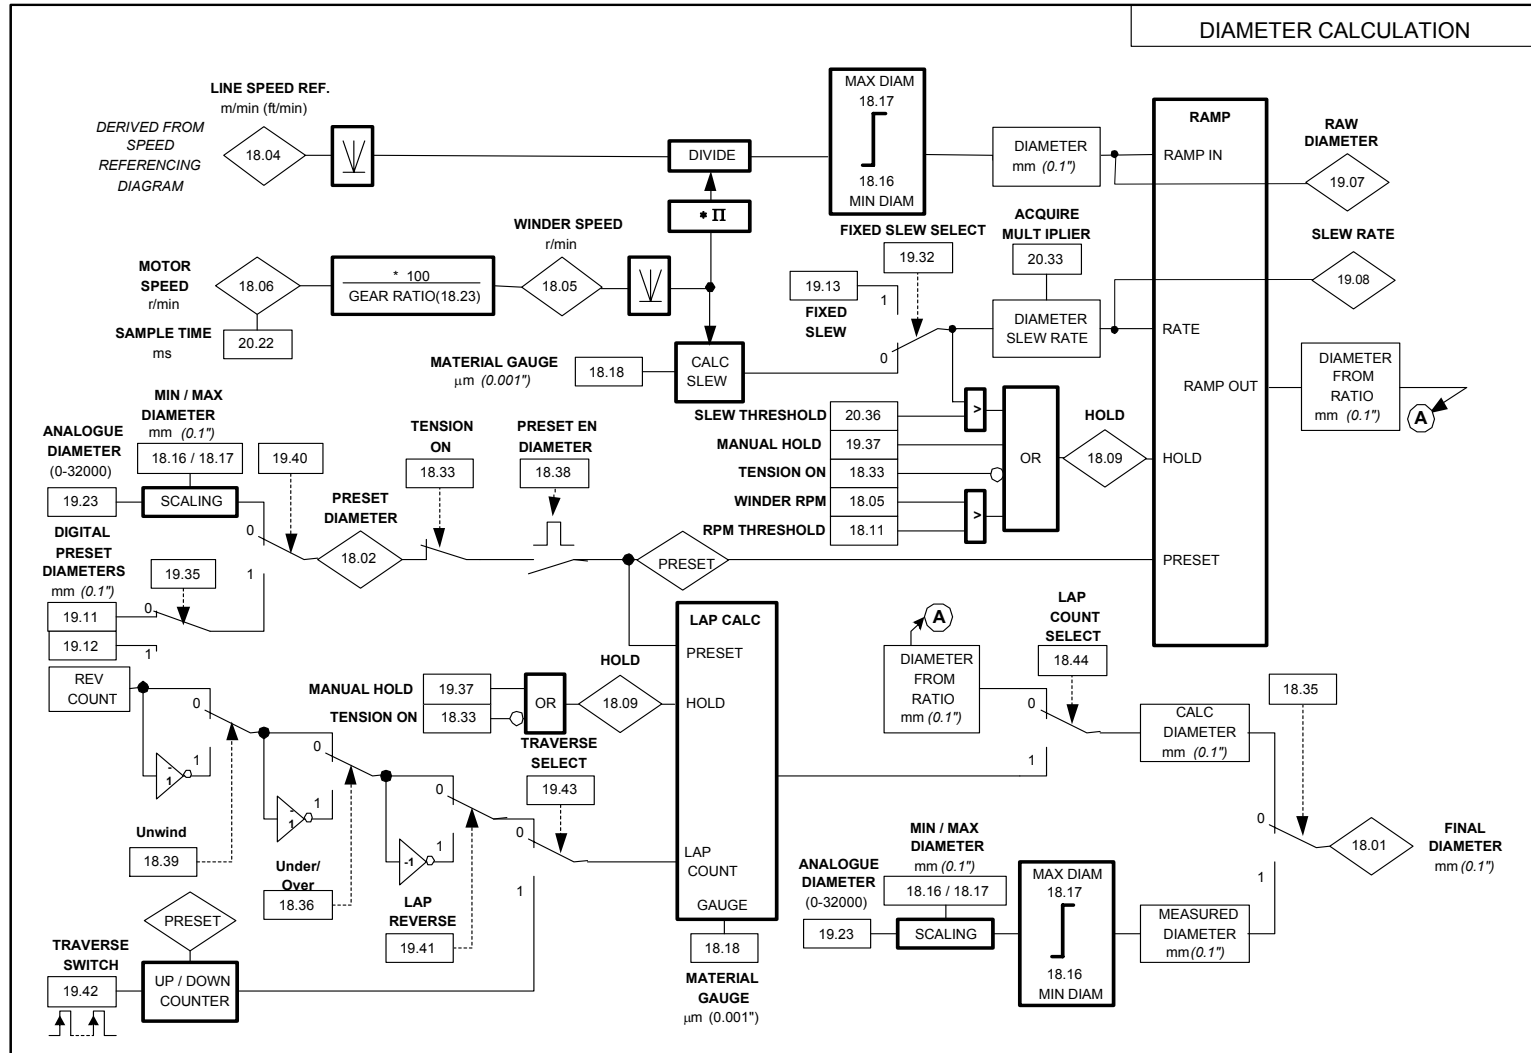 DIAMETER CALCULATION
LINE SPEED REF.
m/min (ft/min)
DERIVED FROM
SPEED
REFERENCING
DIAGRAM
18.04
DIVIDE
* Π
MAX DIAM
18.17
18.16
MIN DIAM
DIAMETER
mm (0.1")
RAMP
RAMP IN
RATE
RAMP OUT
HOLD
PRESET
RAW
DIAMETER
19.07
SLEW RATE
19.08
MOTOR
SPEED
r/min
18.06
SAMPLE TIME
ms
20.22
* 100
GEAR RATIO(18.23)
WINDER SPEED
r/min
18.05
FIXED SLEW SELECT
19.32
19.13
1
FIXED
SLEW
0
ACQUIRE
MULT IPLIER
20.33
DIAMETER
SLEW RATE
MATERIAL GAUGE
µm (0.001")
18.18
CALC
SLEW
DIAMETER
FROM
RATIO
mm (0.1")
A
SLEW THRESHOLD
20.36
MANUAL HOLD
19.37
TENSION ON
18.33
WINDER RPM
18.05
RPM THRESHOLD
18.11
>
>
OR
HOLD
18.09
MIN / MAX
DIAMETER
mm (0.1")
18.16 / 18.17
ANALOGUE
DIAMETER
(0-32000)
19.23
SCALING
19.40
0
1
PRESET
DIAMETER
18.02
TENSION
ON
18.33
PRESET EN
DIAMETER
18.38
PRESET
DIGITAL
PRESET
DIAMETERS
mm (0.1")
19.35
19.11
0
19.12
1
REV
COUNT
0
-
1
1
Unwind
18.39
0
-
1
1
Under/
Over
18.36
0
-1
1
LAP
REVERSE
19.41
MANUAL HOLD
19.37
TENSION ON
18.33
OR
HOLD
18.09
TRAVERSE
SELECT
19.43
0
1
LAP CALC
PRESET
HOLD
LAP
COUNT
GAUGE
18.18
MATERIAL
GAUGE
µm (0.001")
PRESET
TRAVERSE
SWITCH
19.42
UP / DOWN
COUNTER
A
DIAMETER
FROM
RATIO
mm (0.1")
LAP
COUNT
SELECT
18.44
0
1
CALC
DIAMETER
mm (0.1")
18.35
0
1
18.01
FINAL
DIAMETER
mm (0.1")
MIN / MAX
DIAMETER
mm (0.1")
18.16 / 18.17
ANALOGUE
DIAMETER
(0-32000)
19.23
SCALING
MAX DIAM
18.17
18.16
MIN DIAM
MEASURED
DIAMETER
mm (0.1")